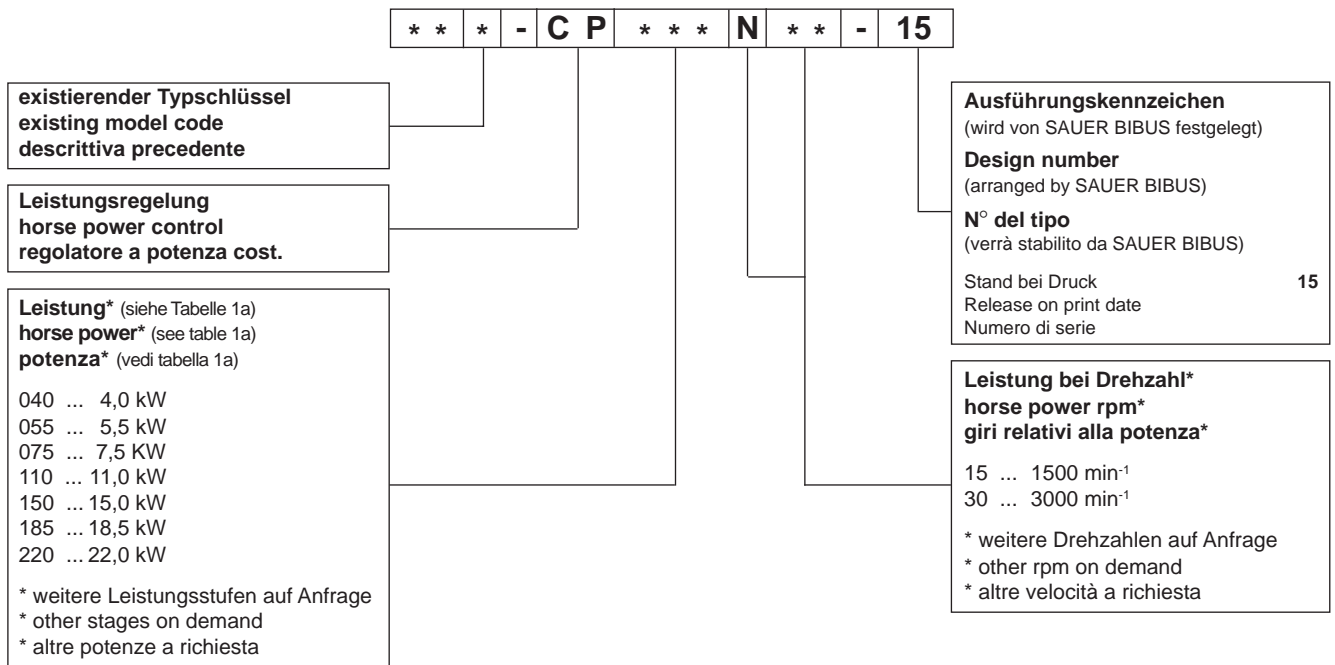 * * * - C P * * * N * * - 15
existierender Typschlüssel
existing model code
descrittiva precedente
Leistungsregelung
horse power control
regolatore a potenza cost.
Leistung* (siehe Tabelle 1a)
horse power* (see table 1a)
potenza* (vedi tabella 1a)
040 ... 4,0 kW
055 ... 5,5 kW
075 ... 7,5 KW
110 ... 11,0 kW
150 ... 15,0 kW
185 ... 18,5 kW
220 ... 22,0 kW
* weitere Leistungsstufen auf Anfrage
* other stages on demand
* altre potenze a richiesta
Ausführungskennzeichen
(wird von SAUER BIBUS festgelegt)
Design number
(arranged by SAUER BIBUS)
N° del tipo
(verrà stabilito da SAUER BIBUS)
Stand bei Druck 15
Release on print date
Numero di serie
Leistung bei Drehzahl*
horse power rpm*
giri relativi alla potenza*
15 ... 1500 min-1
30 ... 3000 min-1
* weitere Drehzahlen auf Anfrage
* other rpm on demand
* altre velocità a richiesta